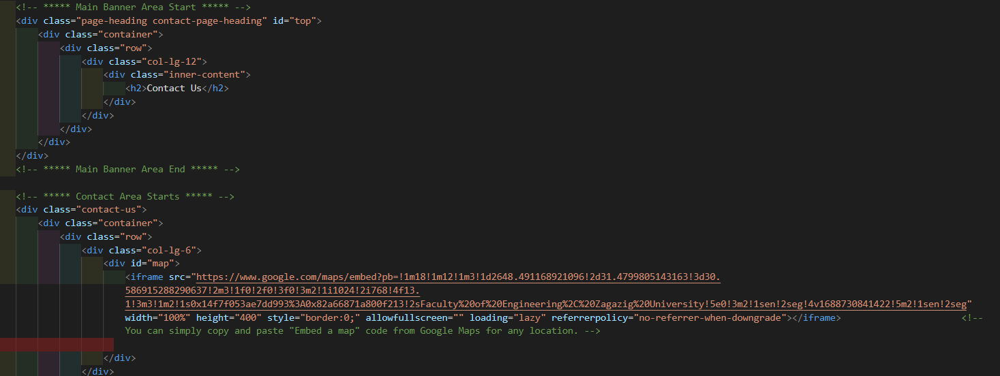 <!-- ***** Main Banner Area Start ***** -->
<div class="page-heading contact-page-heading" id="top">
<div class="container">
<div class="row">
<div class="col-lg-12">
<div class="inner-content">
<h2>Contact Us</h2>
</div>
</div>
</div>
</div>
</div>
<!-- ***** Main Banner Area End ***** -->
<!-- ***** Contact Area Starts ***** -->
<div class="contact-us">
<div class="container">
<div class="row">
<div class="col-lg-6">
<div id="map">
<iframe src="https://www.google.com/maps/embed?pb=!1m18!1m12!1m3!1d2648.491168921096!2d31.4799805143163!3d30.
586915288290637!2m3!1f0!2f0!3f0!3m2!1i1024!2i768!4f13.
1!3m3!1m2!1s0x14f7f053ae7dd993%3A0x82a66871a800f213!2sFaculty%20of%20Engineering%2C%20Zagazig%20University!5e0!3m2!1sen!2seg!4v1688730841422!5m2!1sen!2seg"
width="100%" height="400" style="border:0;" allowfullscreen="" loading="lazy" referrerpolicy="no-referrer-when-downgrade"></iframe> <!--
You can simply copy and paste "Embed a map" code from Google Maps for any location. -->
</div>
</div>